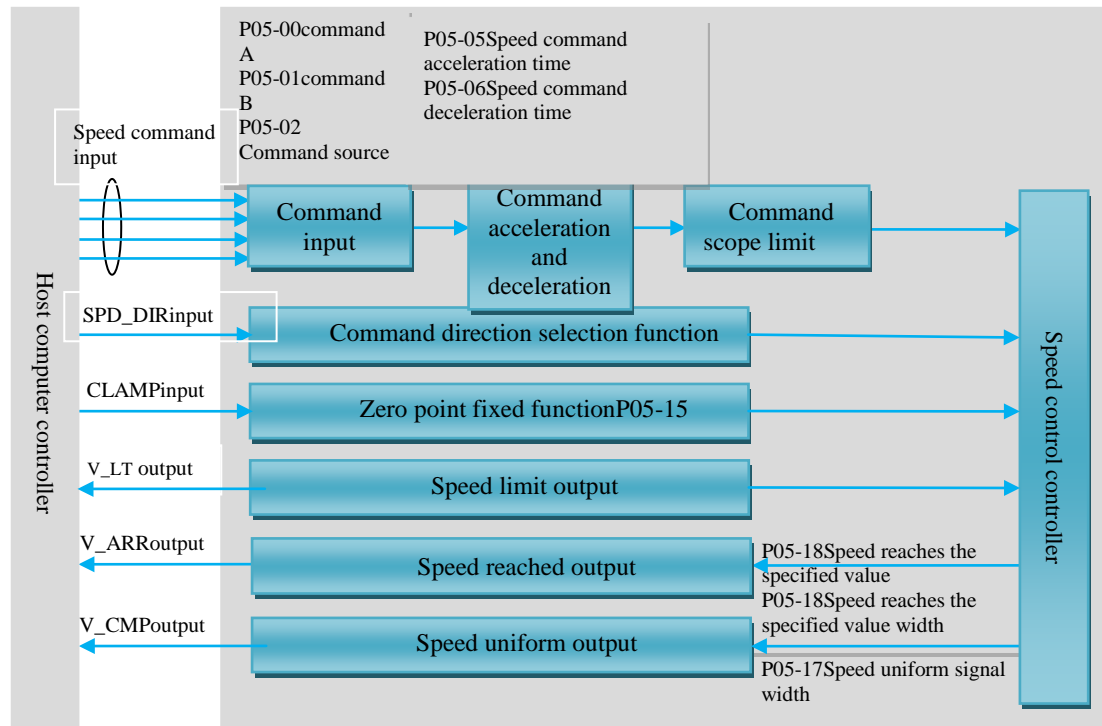 P05-00command
A
P05-01command
B
P05-02
Command source
P05-05Speed command
acceleration time
P05-06Speed command
deceleration time
Speed command
input
Command
input
Command
acceleration
and
deceleration
Command
scope limit
Host computer controller
Speed control controller
SPD_DIRinput
Command direction selection function
CLAMPinput
Zero point fixed functionP05-15
V_LT output
Speed limit output
V_ARRoutput
Speed reached output
P05-18Speed reaches the
specified value
P05-18Speed reaches the
specified value width
V_CMPoutput
Speed uniform output
P05-17Speed uniform signal
width